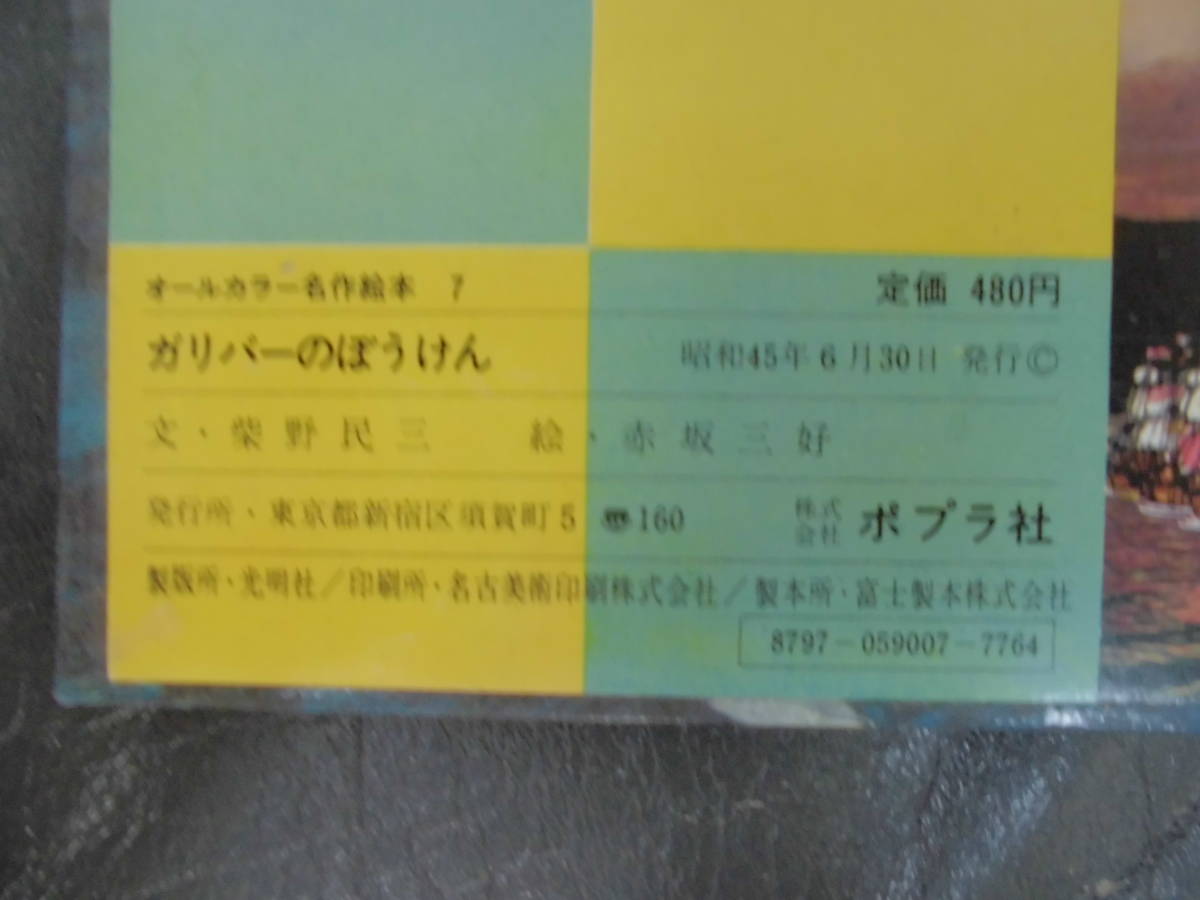 オールカラー名作絵本 7 定価 480円
ガリバーのぼうけん 昭和45年6月30日 発行©
文・柴野民三 絵・赤坂三好
発行所・東京都新宿区須賀町5 〠160 株式会社 ポプラ社
製版所・光明社/印刷所・名古美術印刷株式会社/製本所・富士製本株式会社
8797-059007-7764